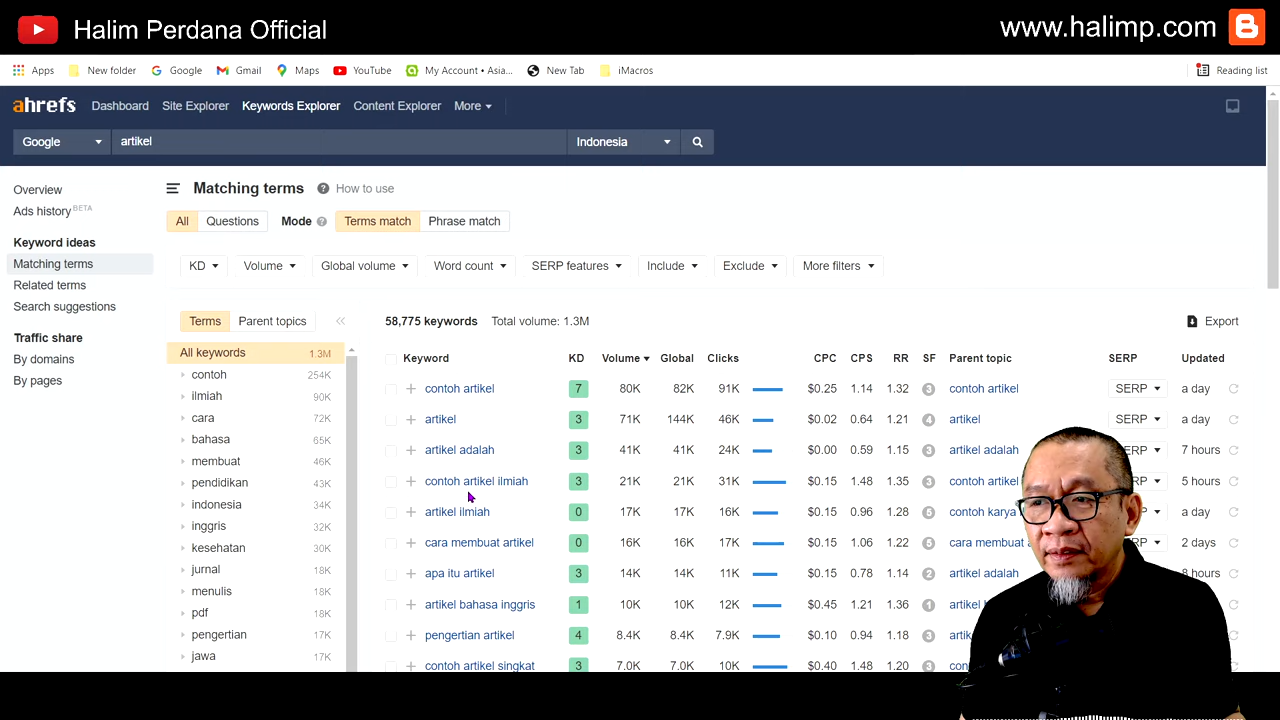 Halim Perdana Official
www.halimp.com
Apps New folder Google Gmail Maps YouTube My Account • Asia... New Tab iMacros Reading list
ahrefs Dashboard Site Explorer Keywords Explorer Content Explorer More
Google artikel Indonesia
Overview
Ads history BETA
Keyword ideas
Matching terms
Related terms
Search suggestions
Traffic share
By domains
By pages
Matching terms ? How to use
All Questions Mode ? Terms match Phrase match
KD Volume Global volume Word count SERP features Include Exclude More filters
Terms Parent topics «
58,775 keywords Total volume: 1.3M Export
All keywords 1.3M
contoh 254K
ilmiah 90K
cara 72K
bahasa 65K
membuat 46K
pendidikan 43K
indonesia 34K
inggris 32K
kesehatan 30K
jurnal 18K
menulis 18K
pdf 18K
pengertian 17K
jawa 17K
Keyword KD Volume Global Clicks CPC CPS RR SF Parent topic SERP Updated
+ contoh artikel 7 80K 82K 91K $0.25 1.14 1.32 3 contoh artikel SERP a day
+ artikel 3 71K 144K 46K $0.02 0.64 1.21 4 artikel SERP a day
+ artikel adalah 3 41K 41K 24K $0.00 0.59 1.15 3 artikel adalah ERP 7 hours
+ contoh artikel ilmiah 3 21K 21K 31K $0.15 1.48 1.35 3 contoh artikel 5 hours
+ artikel ilmiah 0 17K 17K 16K $0.15 0.96 1.28 5 contoh karya a day
+ cara membuat artikel 0 16K 16K 17K $0.15 1.06 1.22 5 cara membuat a 2 days
+ apa itu artikel 3 14K 14K 11K $0.15 0.78 1.14 2 artikel adalah hours
+ artikel bahasa inggris 1 10K 10K 12K $0.45 1.21 1.36 1 artikel
+ pengertian artikel 4 8.4K 8.4K 7.9K $0.10 0.94 1.18 3 artik
+ contoh artikel singkat 3 7.0K 7.0K 10K $0.40 1.48 1.20 3 con